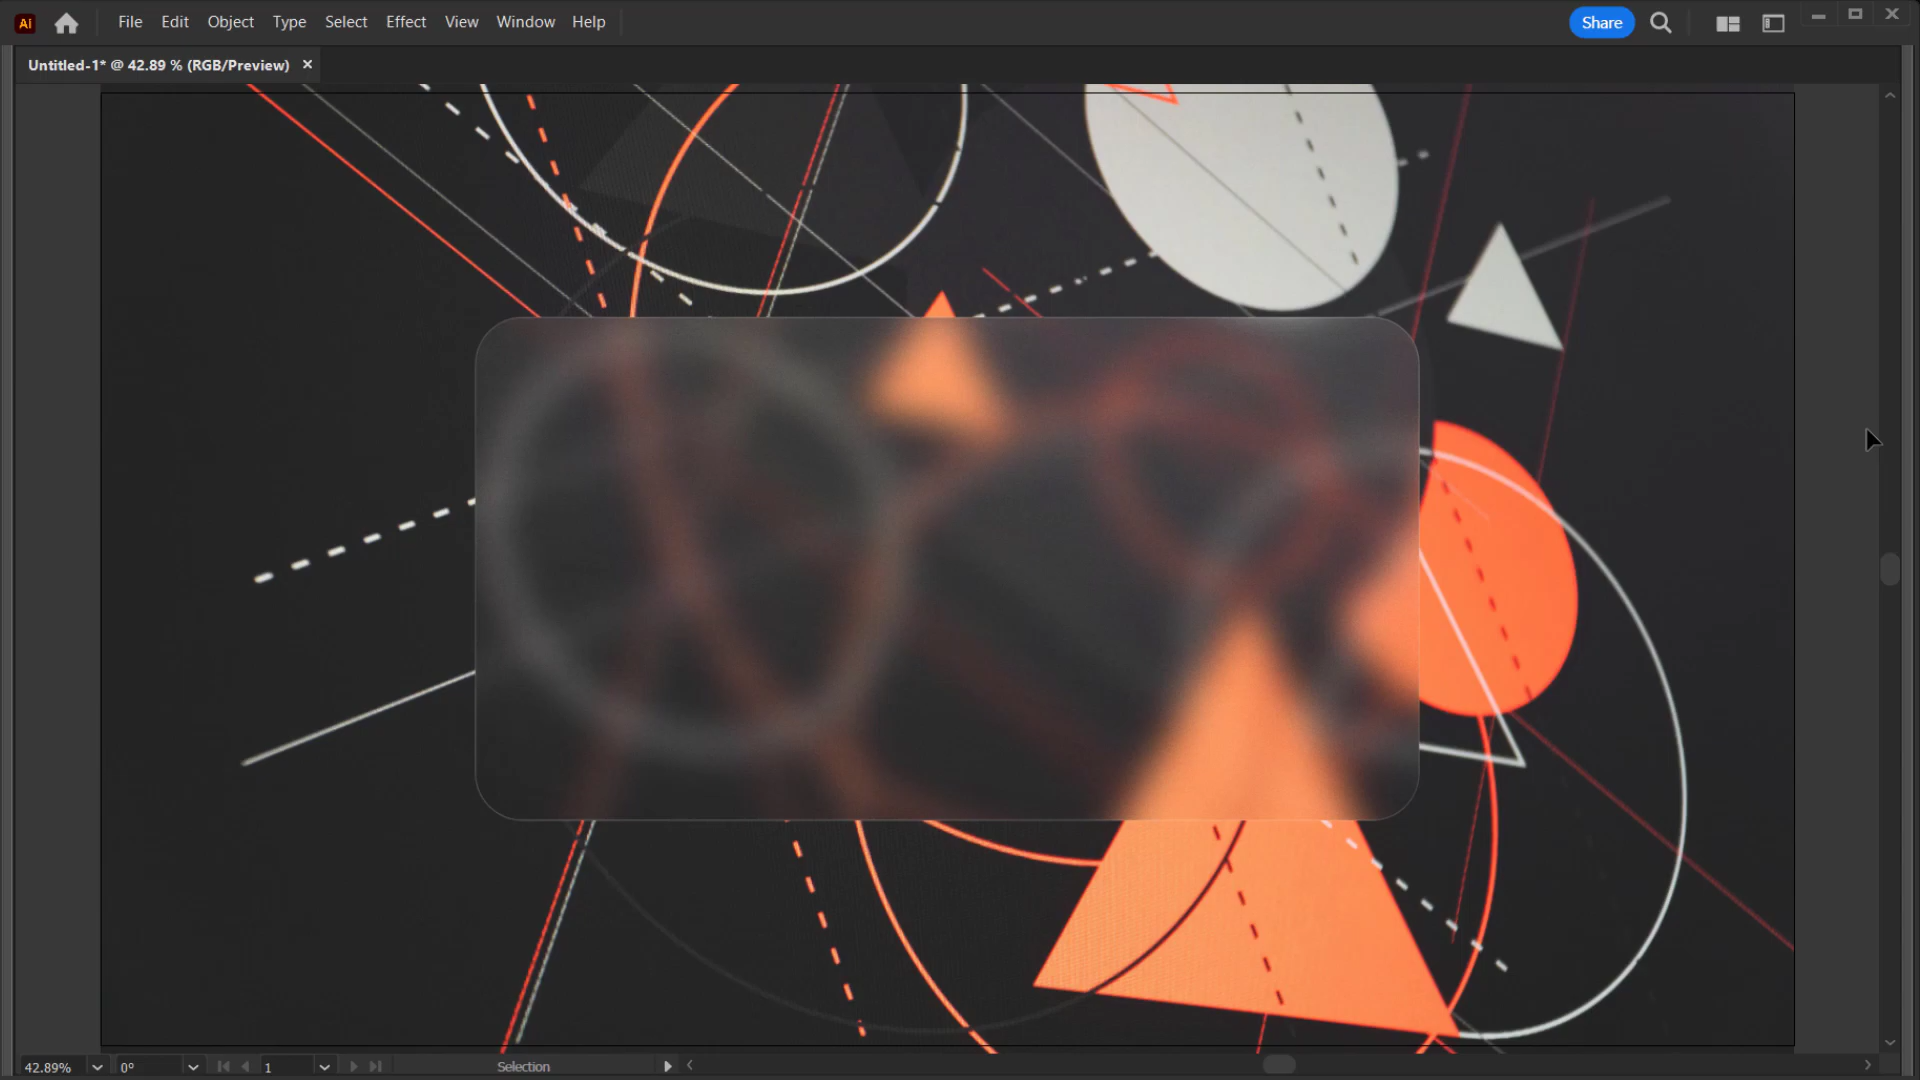 Ai File Edit Object Type Select Effect View Window Help Share
Untitled-1* @ 42.89 % (RGB/Preview)
42.89% 0° 1 Selection